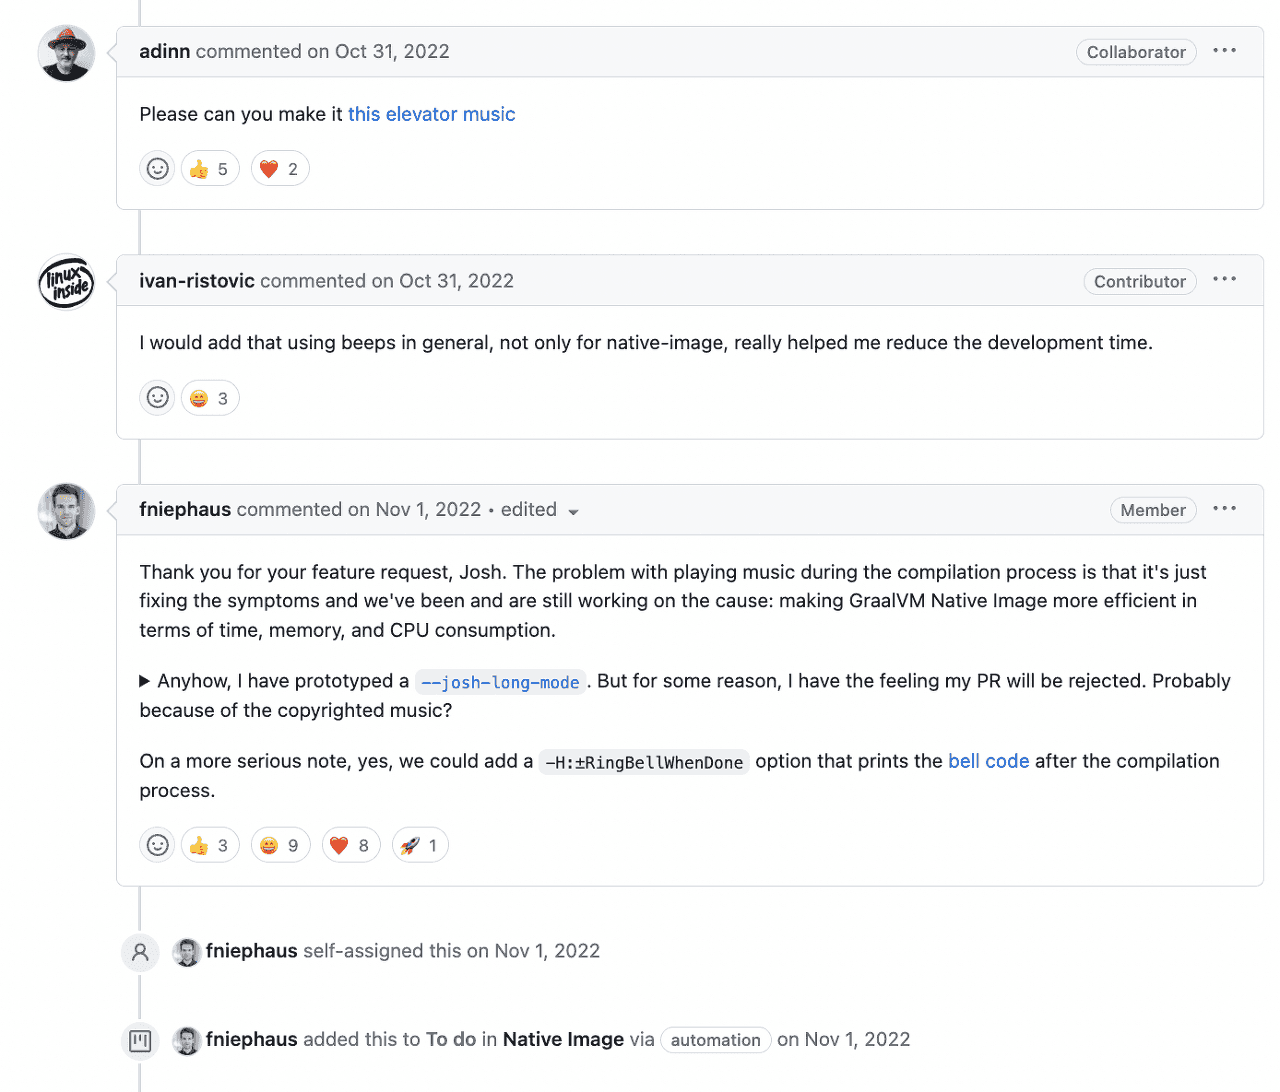 adinn commented on Oct 31, 2022
Collaborator
Please can you make it this elevator music
👍 5 ❤️ 2
linux inside
ivan-ristovic commented on Oct 31, 2022
Contributor
I would add that using beeps in general, not only for native-image, really helped me reduce the development time.
😄 3
fniephaus commented on Nov 1, 2022 • edited
Member
Thank you for your feature request, Josh. The problem with playing music during the compilation process is that it's just
fixing the symptoms and we've been and are still working on the cause: making GraalVM Native Image more efficient in
terms of time, memory, and CPU consumption.
▶ Anyhow, I have prototyped a --josh-long-mode. But for some reason, I have the feeling my PR will be rejected. Probably
because of the copyrighted music?
On a more serious note, yes, we could add a -H:±RingBellWhenDone option that prints the bell code after the compilation
process.
👍 3 😄 9 ❤️ 8 🚀 1
fniephaus self-assigned this on Nov 1, 2022
fniephaus added this to To do in Native Image via automation on Nov 1, 2022